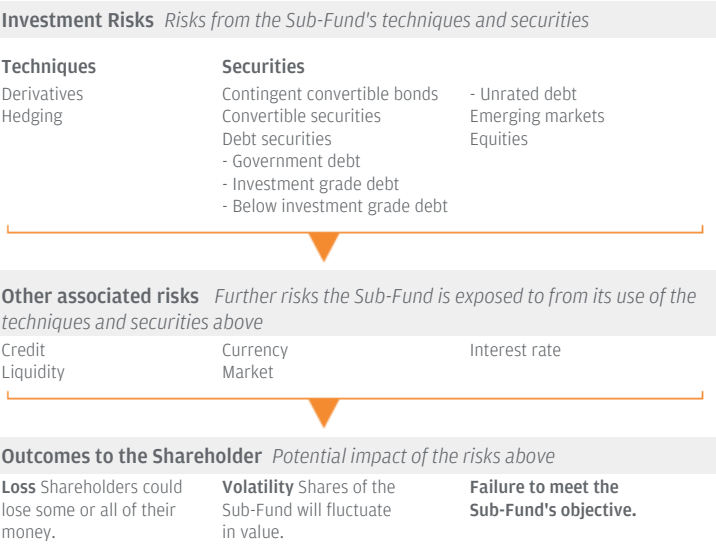 Investment Risks Risks from the Sub-Fund's techniques and securities
Techniques
Derivatives
Hedging
Securities
Contingent convertible bonds
Convertible securities
Debt securities
- Government debt
- Investment grade debt
- Below investment grade debt
- Unrated debt
Emerging markets
Equities
Other associated risks Further risks the Sub-Fund is exposed to from its use of the
techniques and securities above
Credit
Liquidity
Currency
Market
Interest rate
Outcomes to the Shareholder Potential impact of the risks above
Loss Shareholders could
lose some or all of their
money.
Volatility Shares of the
Sub-Fund will fluctuate
in value.
Failure to meet the
Sub-Fund's objective.